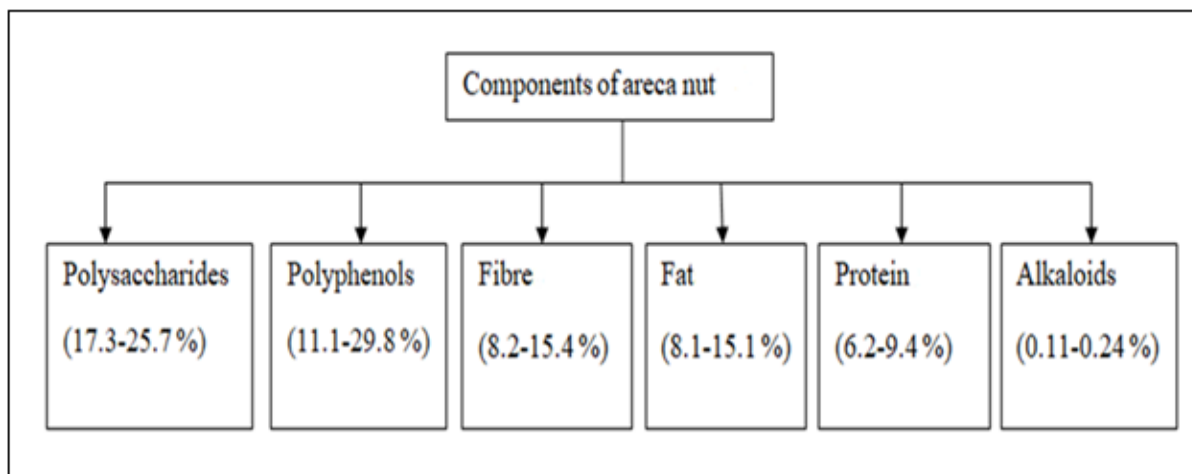 Components of areca nut
Polysaccharides
(17.3-25.7%)
Polyphenols
(11.1-29.8%)
Fibre
(8.2-15.4%)
Fat
(8.1-15.1%)
Protein
(6.2-9.4%)
Alkaloids
(0.11-0.24%)